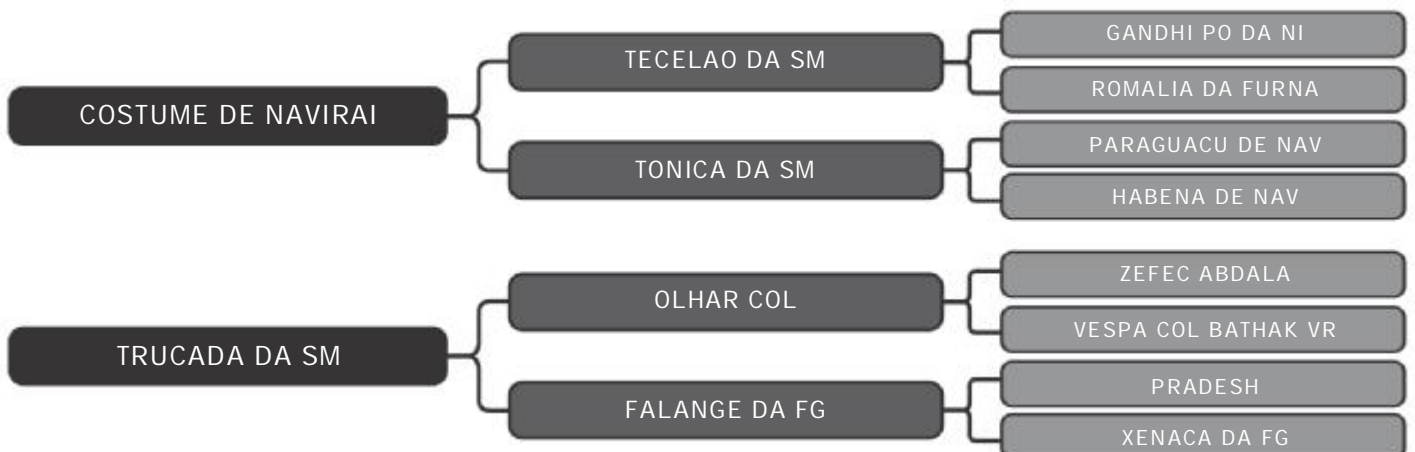 COSTUME DE NAVIRAI
TECELAO DA SM
GANDHI PO DA NI
ROMALIA DA FURNA
TONICA DA SM
PARAGUACU DE NAV
HABENA DE NAV
TRUCADA DA SM
OLHAR COL
ZEFEC ABDALA
VESPA COL BATHAK VR
FALANGE DA FG
PRADESH
XENACA DA FG